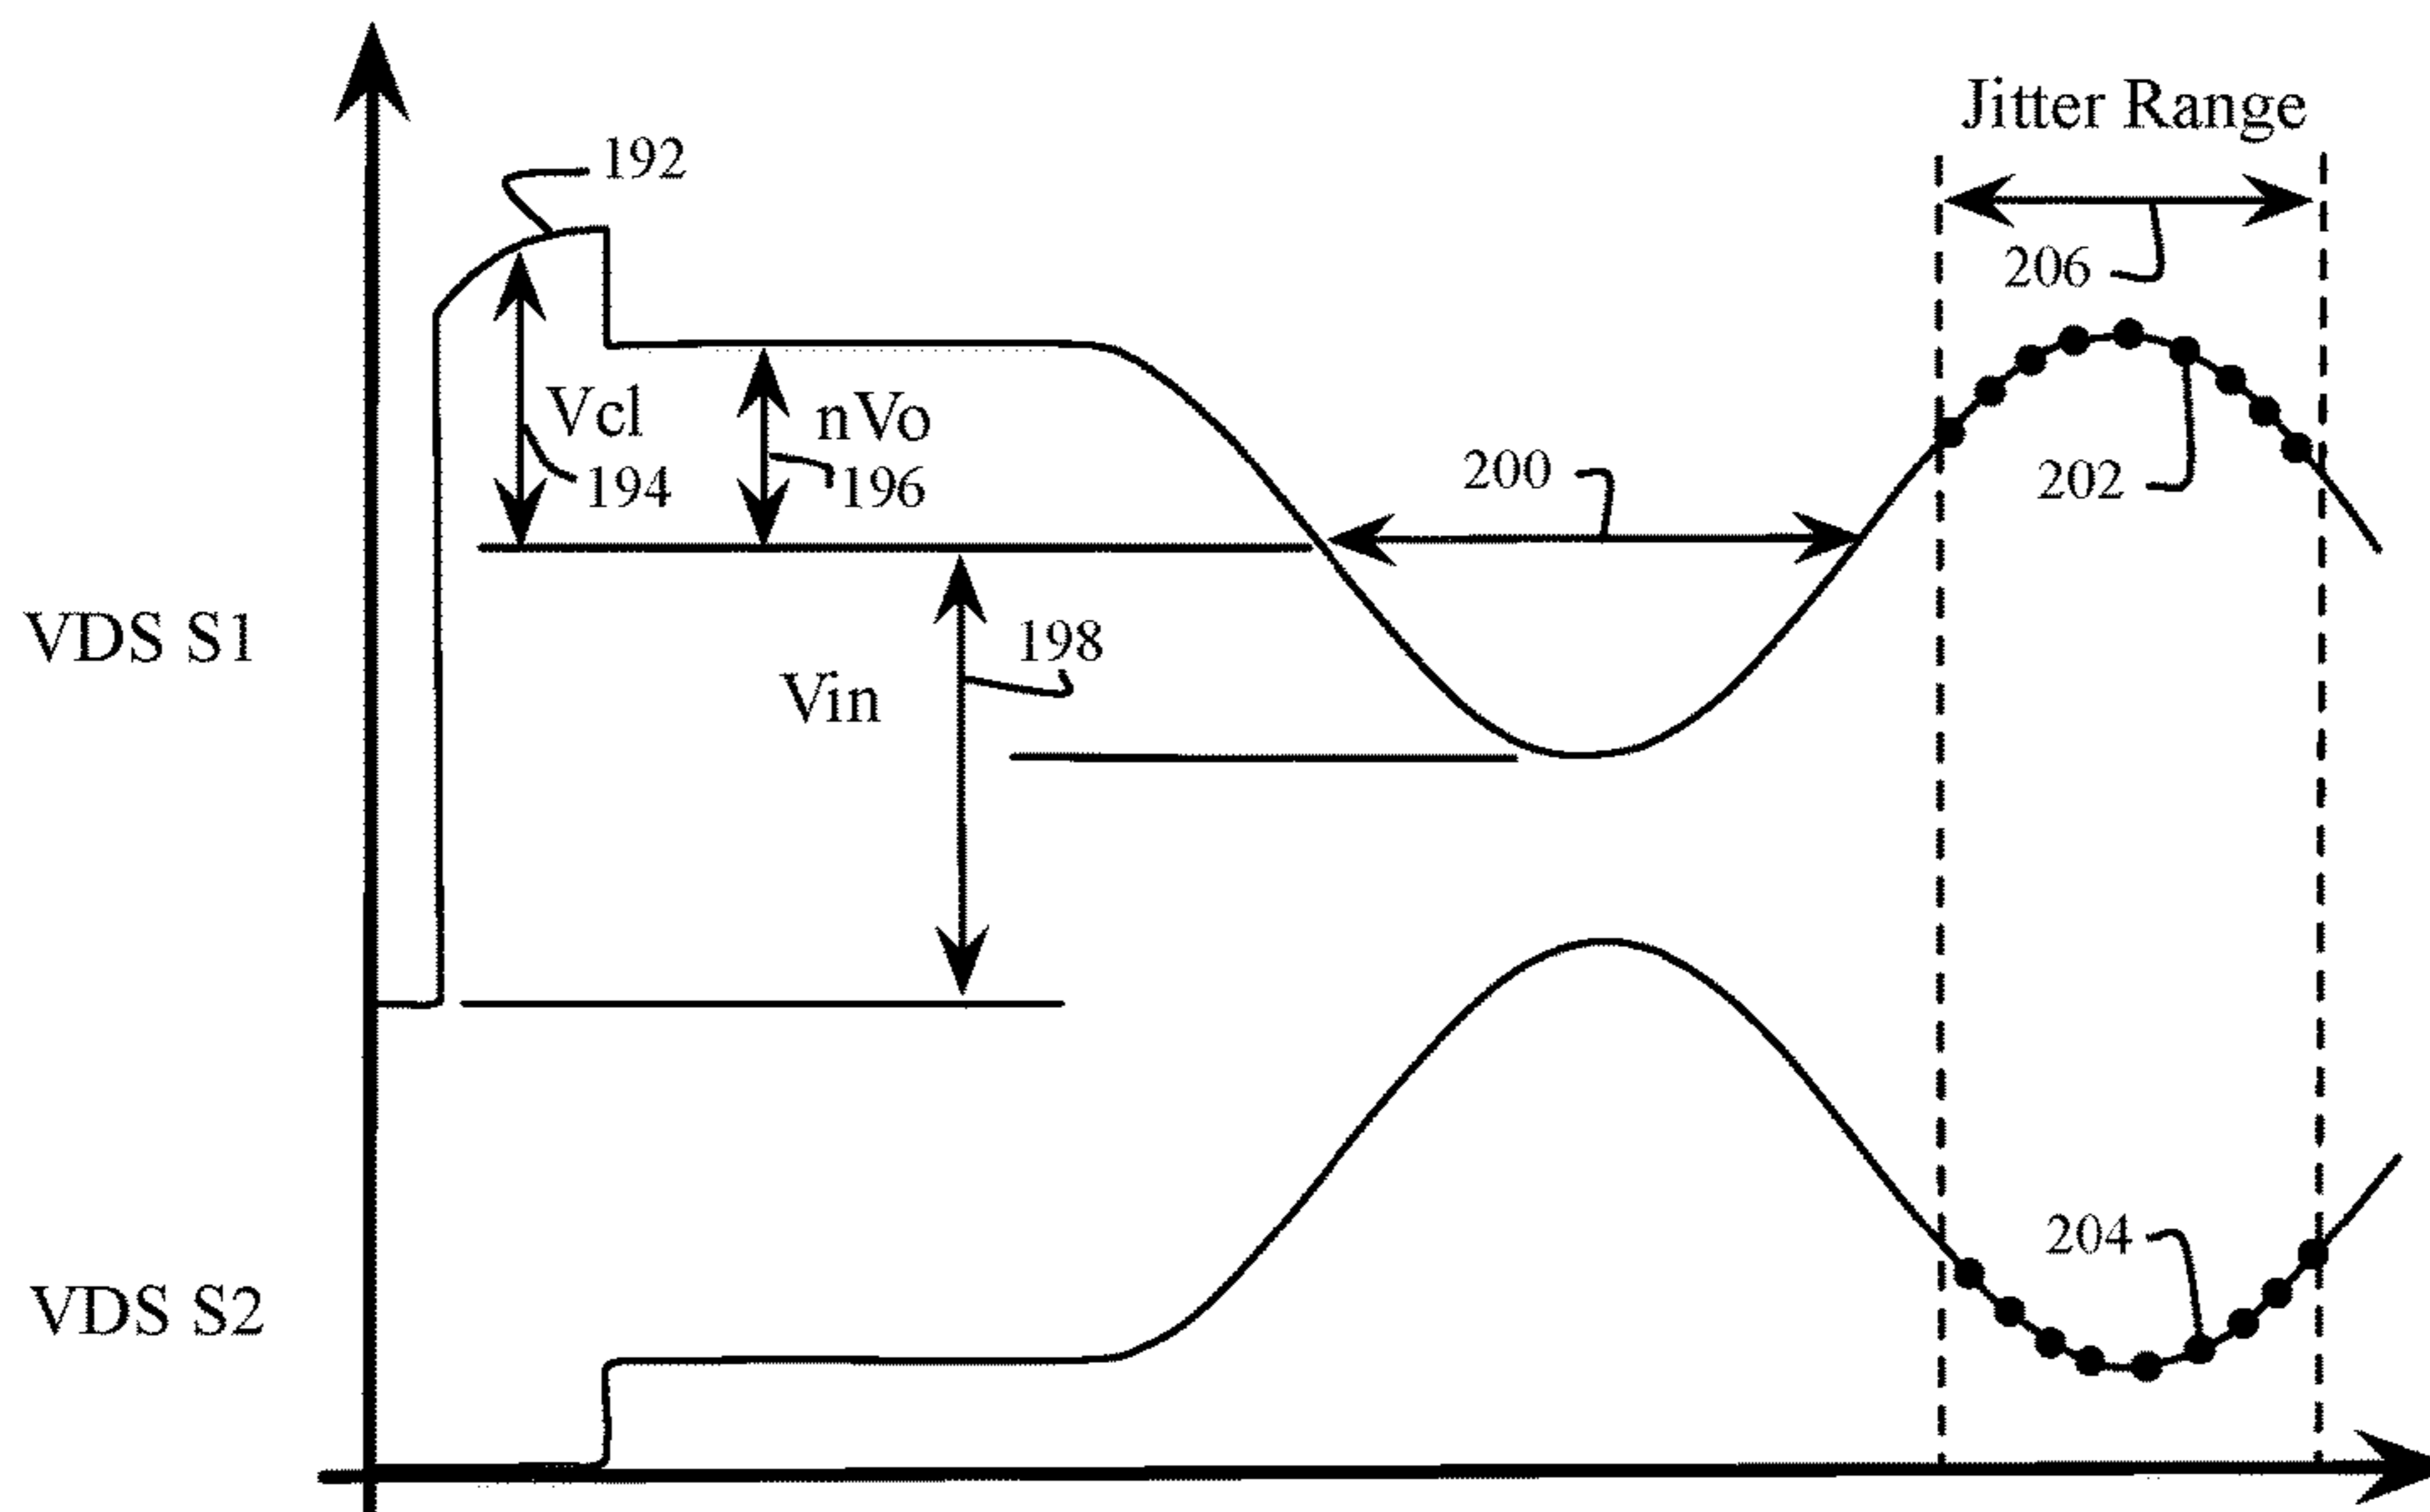 Jitter Range
192
206
Vcl
nVo
194
196
200
202
VDS S1
198
Vin
204
VDS S2